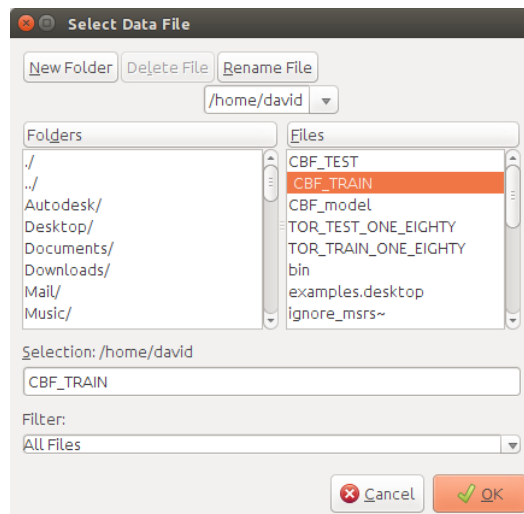 Select Data File
New Folder Delete File Rename File
/home/david
Folders
./
../
Autodesk/
Desktop/
Documents/
Downloads/
Mail/
Music/
Files
CBF_TEST
CBF_TRAIN
CBF_model
TOR_TEST_ONE_EIGHTY
TOR_TRAIN_ONE_EIGHTY
bin
examples.desktop
ignore_msrs~
Selection: /home/david
CBF_TRAIN
Filter:
All Files
Cancel OK